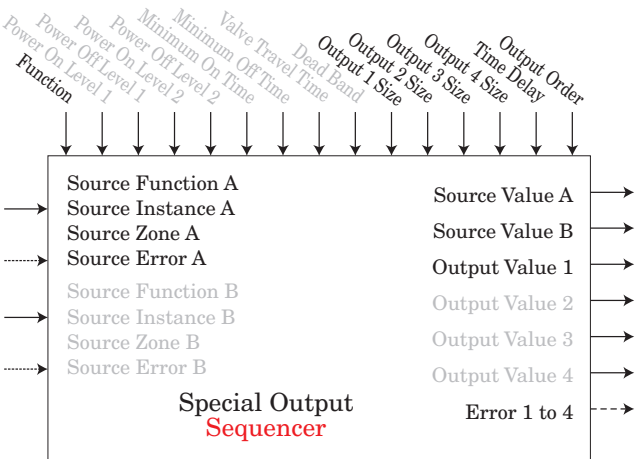 Function
Power On Level 1
Power Off Level 1
Power On Level 2
Power Off Level 2
Minimum On Time
Minimum Off Time
Valve Travel Time
Dead Band
Output 1 Size
Output 2 Size
Output 3 Size
Output 4 Size
Time Delay
Output Order
Source Function A
Source Instance A
Source Zone A
Source Error A
Source Function B
Source Instance B
Source Zone B
Source Error B
Source Value A
Source Value B
Output Value 1
Output Value 2
Output Value 3
Output Value 4
Error 1 to 4
Special Output
Sequencer